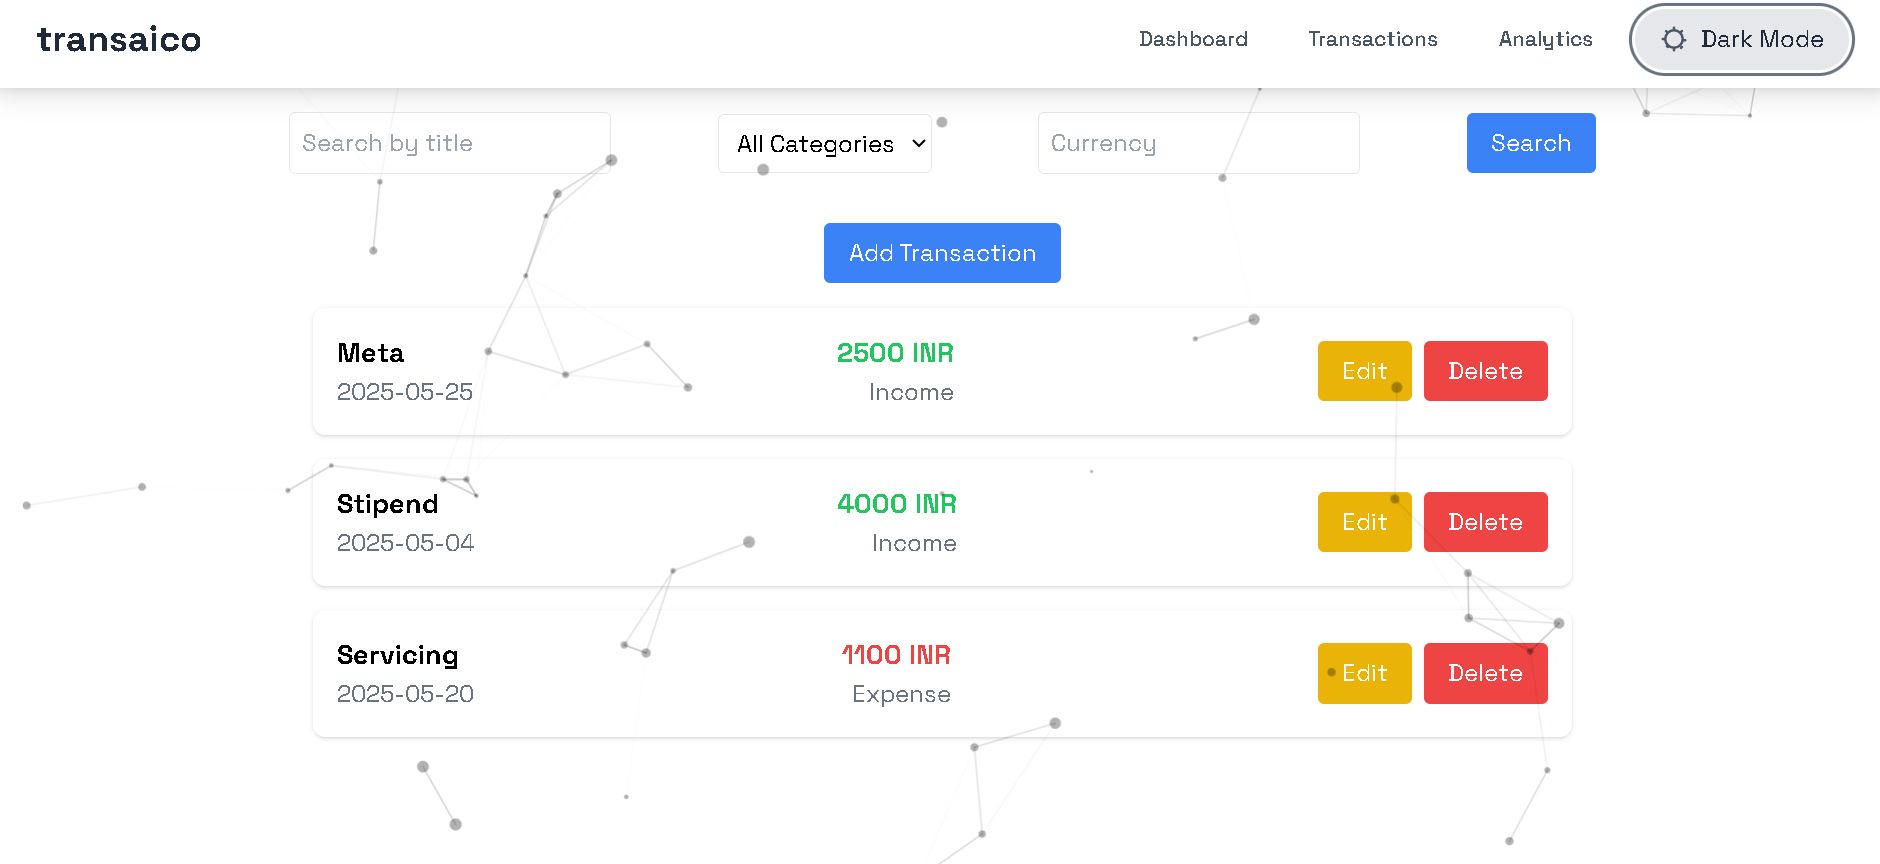 transaico
Dashboard
Transactions
Analytics
Dark Mode
Search by title
All Categories
Currency
Search
Add Transaction
Meta
2025-05-25
2500 INR
Income
Edit
Delete
Stipend
2025-05-04
4000 INR
Income
Edit
Delete
Servicing
2025-05-20
1100 INR
Expense
Edit
Delete